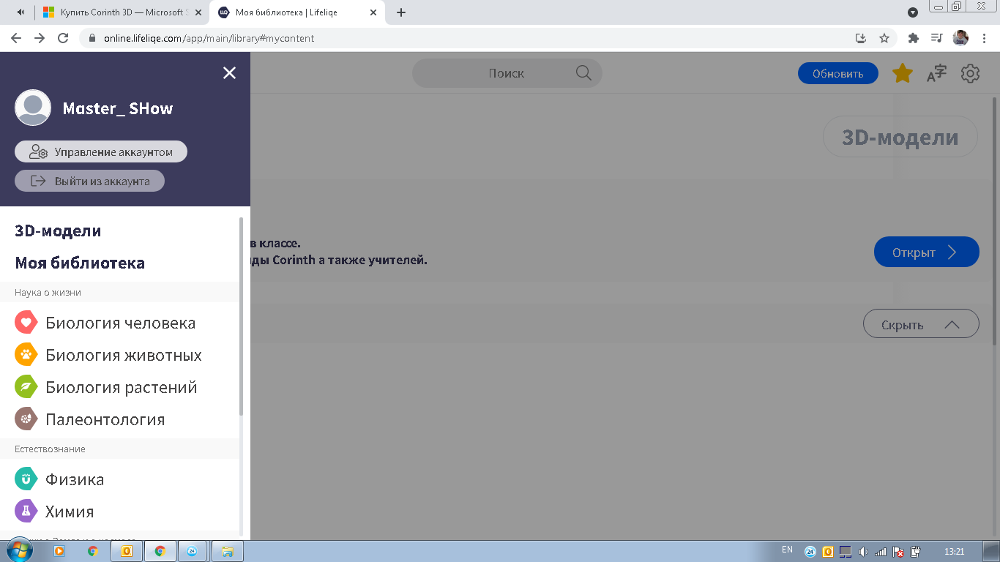 Купить Corinth 3D — Microsoft S
Моя библиотека | Lifeliqe
online.lifeliqe.com/app/main/library#mycontent
Поиск
Обновить
Master_ SHow
Управление аккаунтом
Выйти из аккаунта
3D-модели
3D-модели
Моя библиотека
в классе.
ды Corinth а также учителей.
Открыт
Наука о жизни
Скрыть
Биология человека
Биология животных
Биология растений
Палеонтология
Естествознание
Физика
Химия
EN
24
24
13:21